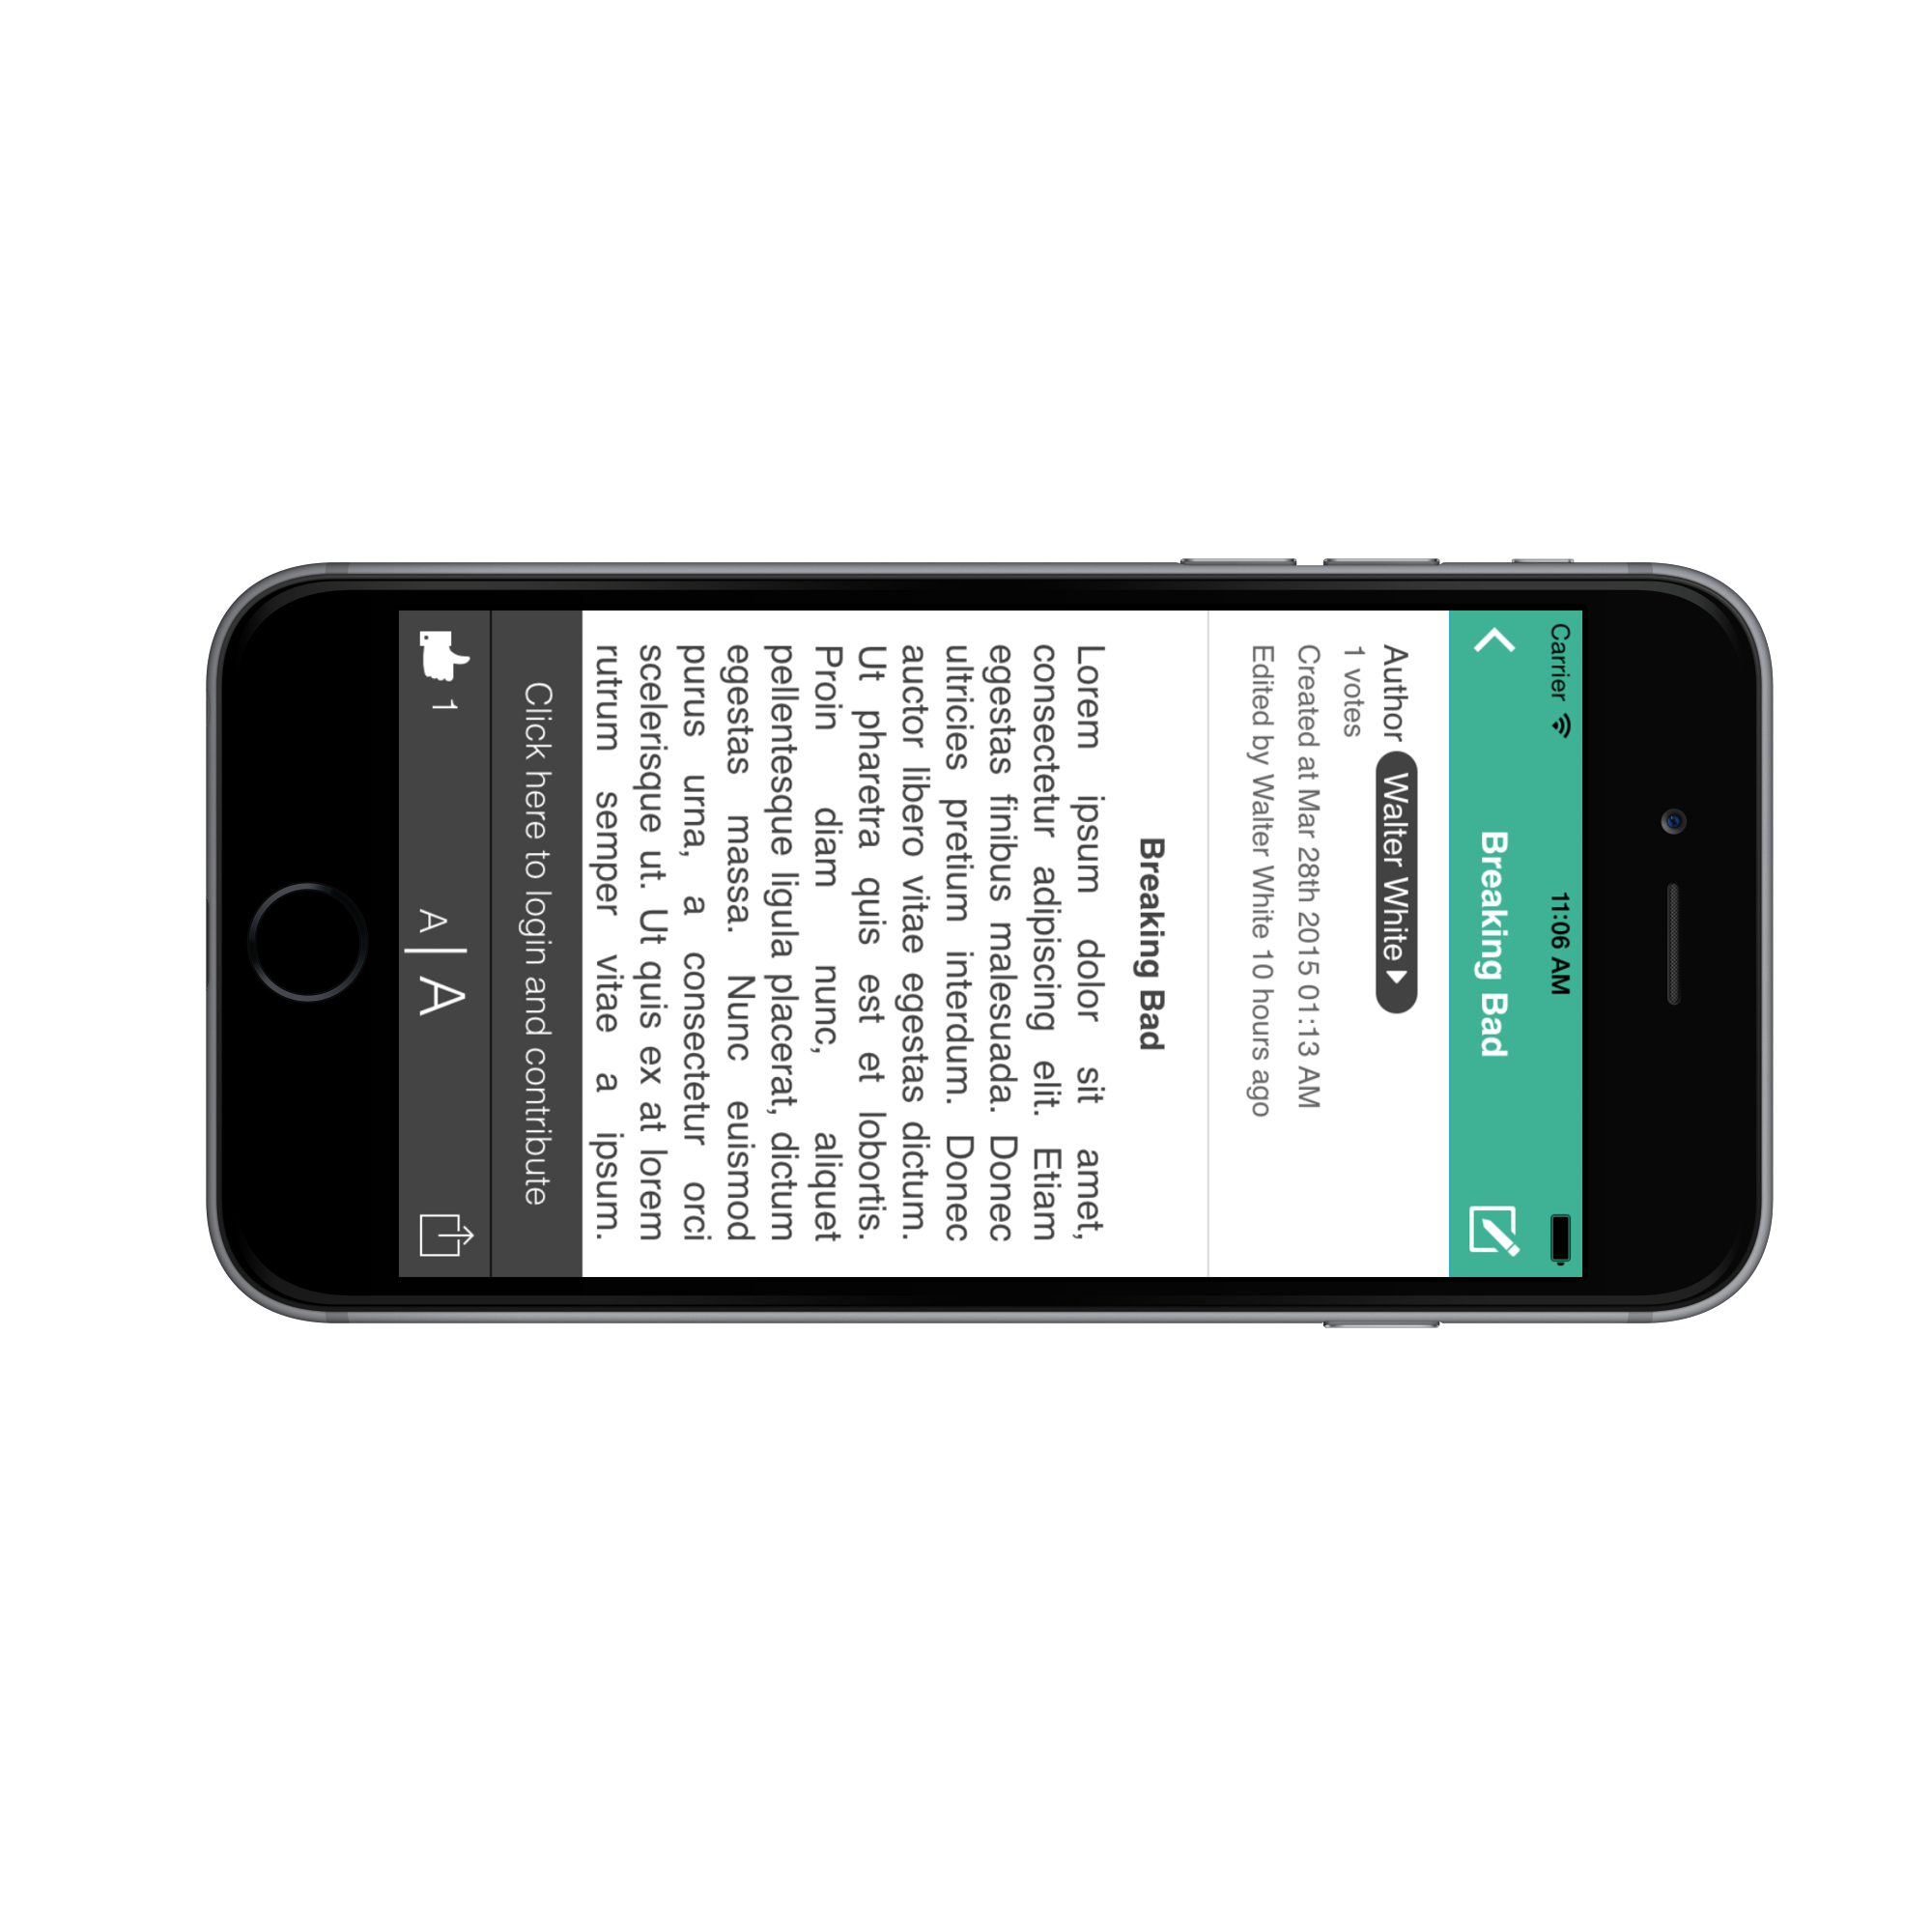 Carrier 11:06 AM
Breaking Bad
Author Walter White
1 votes
Created at Mar 28th 2015 01:13 AM
Edited by Walter White 10 hours ago
Breaking Bad
Lorem ipsum dolor sit amet,
consectetur adipiscing elit. Etiam
egestas finibus malesuada. Donec
ultricies pretium interdum. Donec
auctor libero vitae egestas dictum.
Ut pharetra quis est et lobortis.
Proin diam nunc, aliquet
pellentesque ligula placerat, dictum
egestas massa. Nunc euismod
purus urna, a consectetur orci
scelerisque ut. Ut quis ex at lorem
rutrum semper vitae a ipsum.
Click here to login and contribute
1 A A